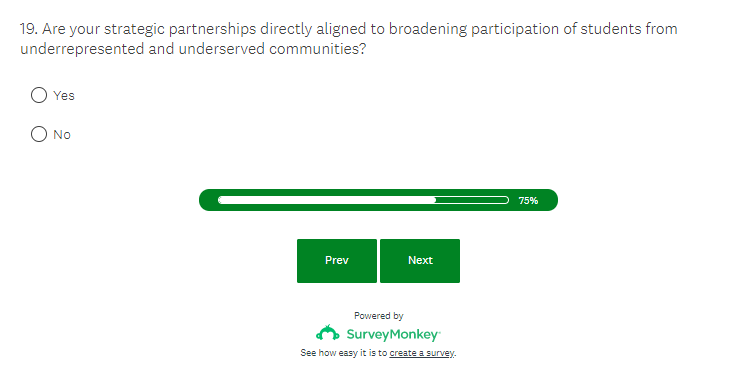 19. Are your strategic partnerships directly aligned to broadening participation of students from
underrepresented and underserved communities?
Yes
No
75%
Prev
Next
Powered by
SurveyMonkey
See how easy it is to create a survey.